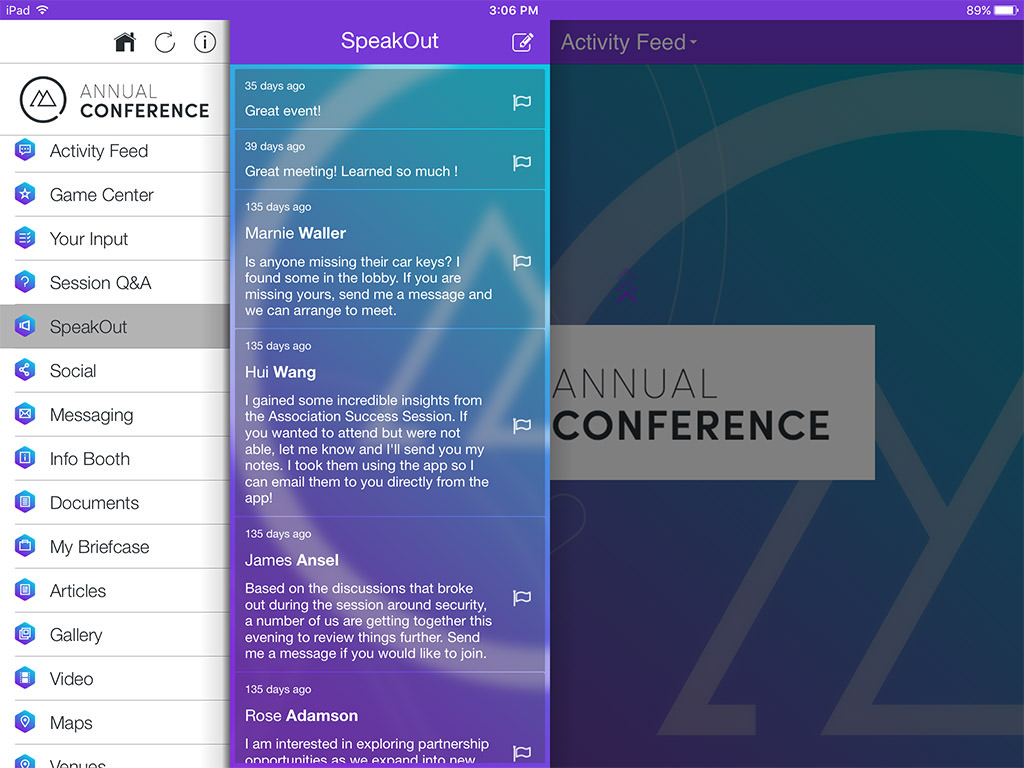 iPad
3:06 PM
89%
ANNUAL
CONFERENCE
Activity Feed
Game Center
Your Input
Session Q&A
SpeakOut
Social
Messaging
Info Booth
Documents
My Briefcase
Articles
Gallery
Video
Maps
Venues
SpeakOut
35 days ago
Great event!
39 days ago
Great meeting! Learned so much !
135 days ago
Marnie Waller
Is anyone missing their car keys? I
found some in the lobby. If you are
missing yours, send me a message and
we can arrange to meet.
135 days ago
Hui Wang
I gained some incredible insights from
the Association Success Session. If
you wanted to attend but were not
able, let me know and I'll send you my
notes. I took them using the app so I
can email them to you directly from the
app!
135 days ago
James Ansel
Based on the discussions that broke
out during the session around security,
a number of us are getting together this
evening to review things further. Send
me a message if you would like to join.
135 days ago
Rose Adamson
I am interested in exploring partnership
opportunities as we expand into new
Activity Feed
ANNUAL
CONFERENCE